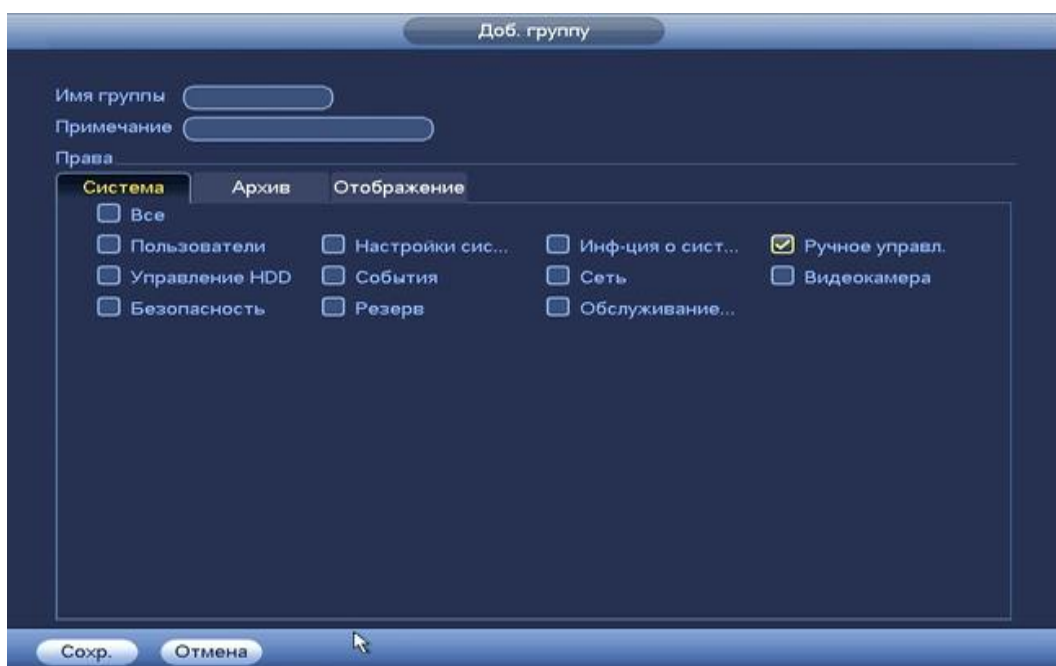 Доб. группу
Имя группы
Примечание
Права
Система Архив Отображение
Все
Пользователи Настройки сис... Инф-ция о сист... Ручное управл.
Управление HDD События Сеть Видеокамера
Безопасность Резерв Обслуживание...
Сохр. Отмена